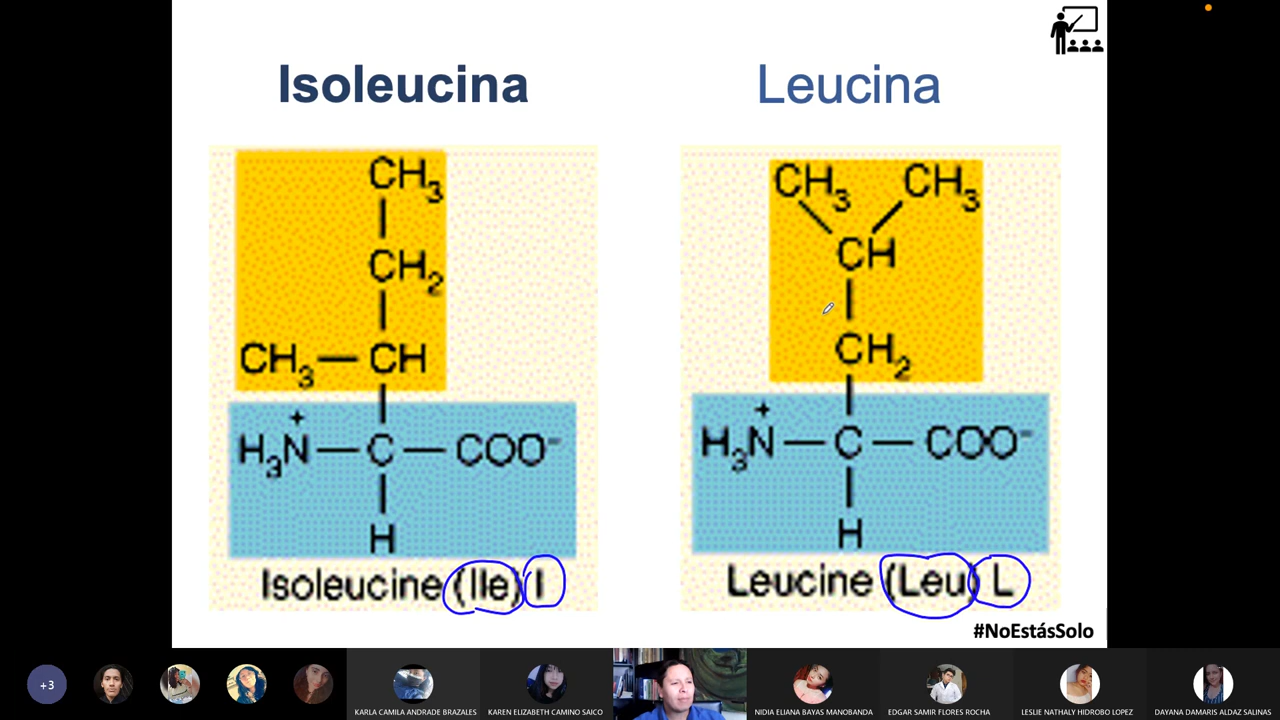 Isoleucina
Leucina
CH3
CH2
CH3—CH
H3N+—C—COO-
H
Isoleucine (Ile) I
CH3 CH3
CH
CH2
H3N+—C—COO-
H
Leucine (Leu) L
#NoEstásSolo
+3
KARLA CAMILA ANDRADE BRAZALES
KAREN ELIZABETH CAMINO SAICO
NIDIA ELIANA BAYAS MANOBANDA
EDGAR SAMIR FLORES ROCHA
LESLIE NATHALY HIDROBO LOPEZ
DAYANA DAMARIS ALDAZ SALINAS